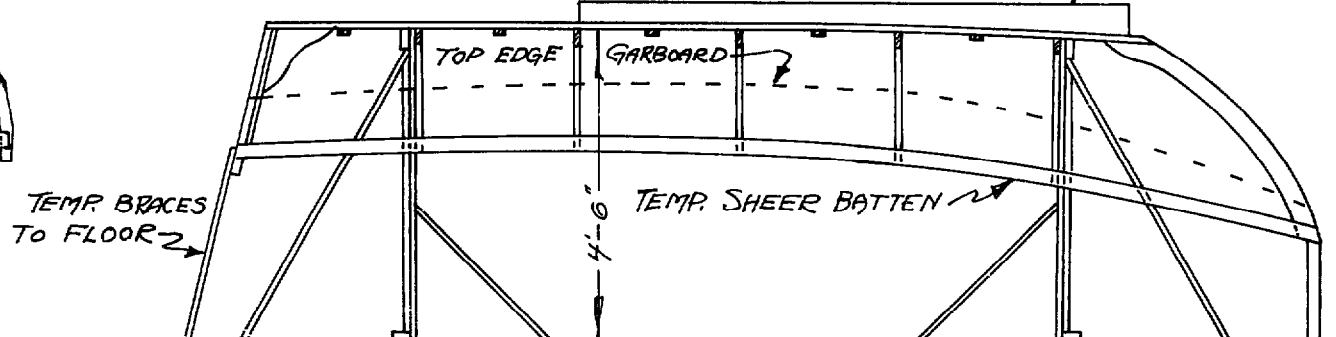 TOP EDGE GARBOARD
4'-6"
TEMP. SHEER BATTEN
TEMP. BRACES
TO FLOOR